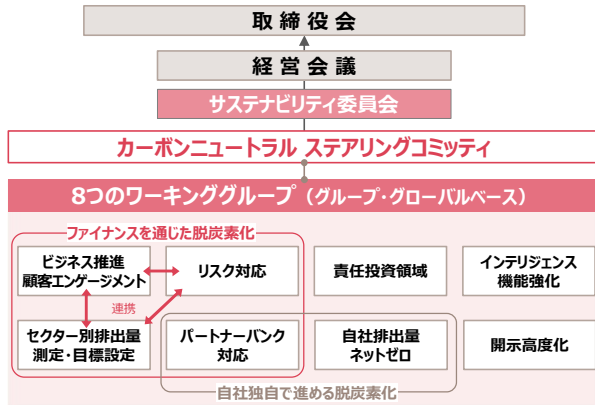 取締役会
経営会議
サステナビリティ委員会
カーボンニュートラル ステアリングコミッティ
8つのワーキンググループ（グループ・グローバルベース）
ファイナンスを通じた脱炭素化
ビジネス推進
顧客エンゲージメント
リスク対応
責任投資領域
インテリジェンス
機能強化
連携
セクター別排出量
測定・目標設定
パートナーバンク
対応
自社排出量
ネットゼロ
開示高度化
自社独自で進める脱炭素化